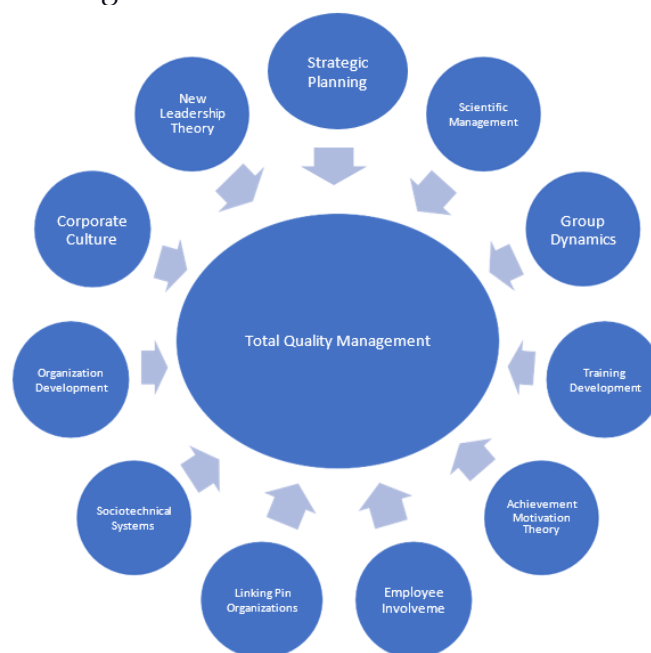 Strategic
Planning
Scientific
Management
Group
Dynamics
Training
Development
Achievement
Motivation
Theory
Employee
Involveme
Linking Pin
Organizations
Sociotechnical
Systems
Organization
Development
Corporate
Culture
New
Leadership
Theory
Total Quality Management